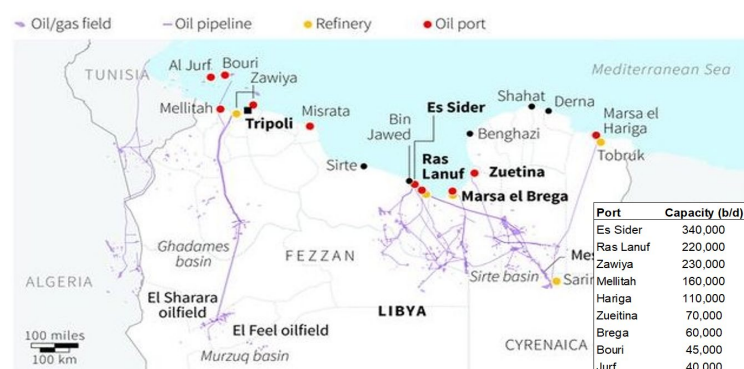 Oil/gas field
Oil pipeline
Refinery
Oil port
TUNISIA
Al Jurf
Bouri
Zawiya
Mediterranean Sea
Mellitah
Tripoli
Misrata
Bin
Jawed
Es Sider
Shahat
Derna
Marsa el
Hariga
Benghazi
Tobruk
Sirte
Ras
Lanuf
Zuetina
Marsa el Brega
Ghadames
basin
FEZZAN
Sirte basin
ALGERIA
El Sharara
oilfield
LIBYA
El Feel oilfield
Murzuq basin
CYRENAICA
100 miles
100 km
Port Capacity (b/d)
Es Sider 340,000
Ras Lanuf 220,000
Zawiya 230,000
Mellitah 160,000
Hariga 110,000
Zueitina 70,000
Brega 60,000
Bouri 45,000
Jurf 40,000